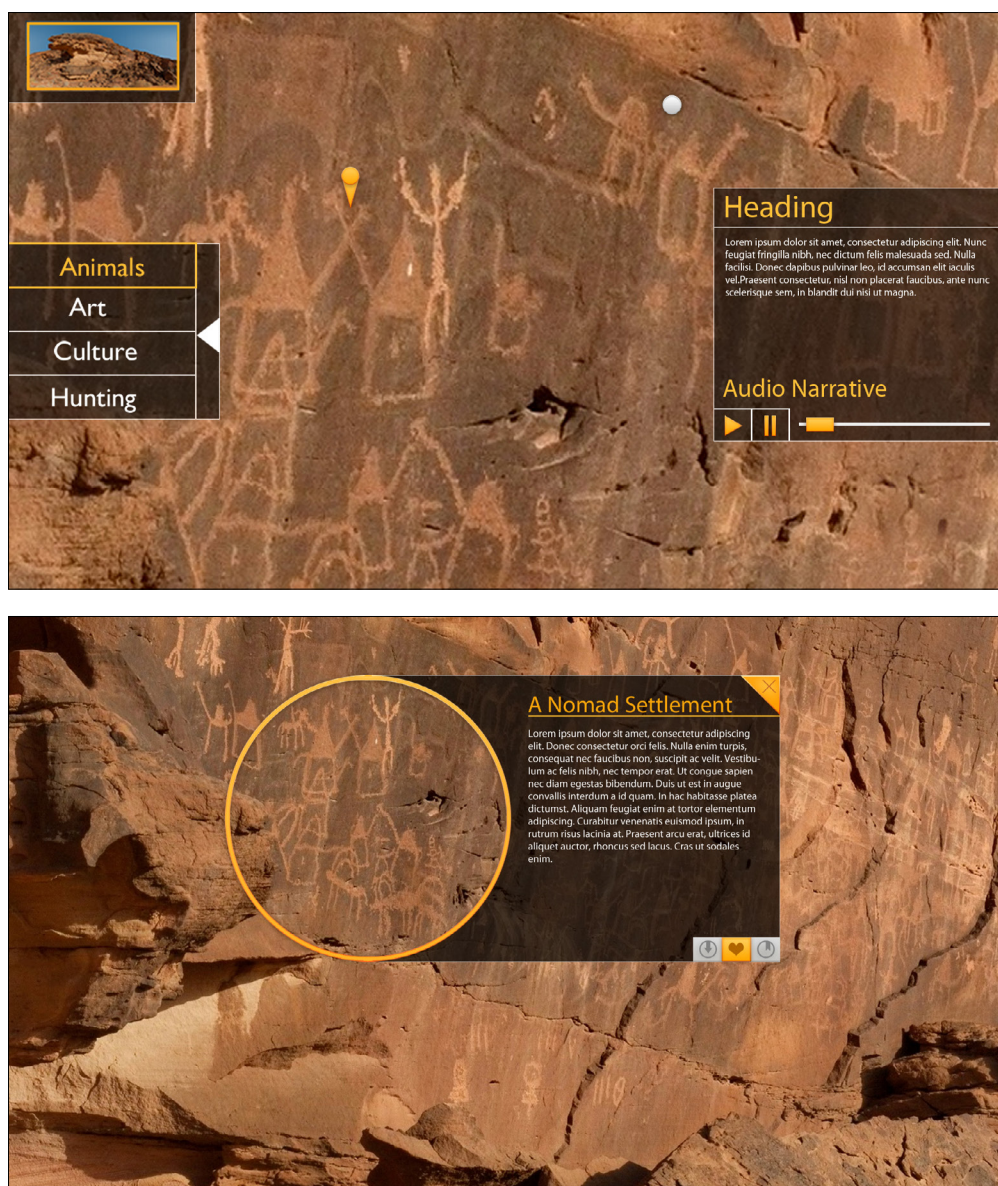 Animals
Art
Culture
Hunting
Heading
Lorem ipsum dolor sit amet, consectetur adipiscing elit. Nunc
feugiat fringilla nibh, nec dictum felis malesuada sed. Nulla
facilisi. Donec dapibus pulvinar leo, id accumsan elit iaculis
vel.Praesent consectetur, nisl non placerat faucibus, ante nunc
scelerisque sem, in blandit dui nisi ut magna.
Audio Narrative
A Nomad Settlement
Lorem ipsum dolor sit amet, consectetur adipiscing
elit. Donec consectetur orci felis. Nulla enim turpis,
consequat nec faucibus non, suscipit ac velit. Vestibu-
lum ac felis nibh, nec tempor erat. Ut congue sapien
nec diam egestas bibendum. Duis ut est in augue
convallis interdum a id quam. In hac habitasse platea
dictumst. Aliquam feugiat enim at tortor elementum
adipiscing. Curabitur venenatis euismod ipsum, in
rutrum risus lacinia at. Praesent arcu erat, ultrices id
aliquet auctor, rhoncus sed lacus. Cras ut sodales
enim.